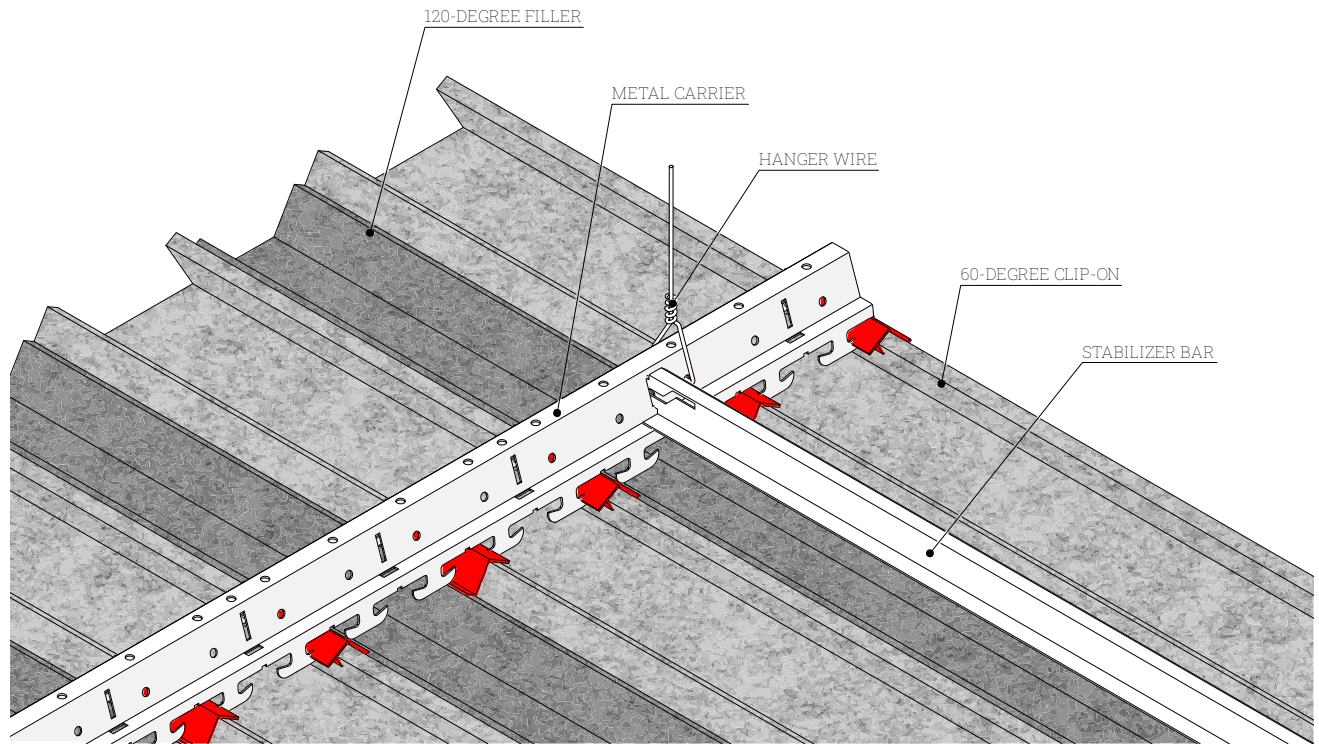 120-DEGREE FILLER
METAL CARRIER
HANGER WIRE
60-DEGREE CLIP-ON
STABILIZER BAR